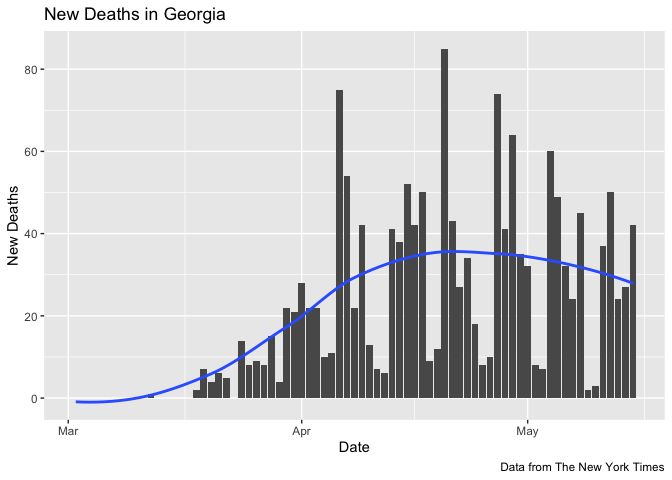 New Deaths in Georgia
New Deaths
80
60
40
20
0
Mar
Apr
May
Date
Data from The New York Times